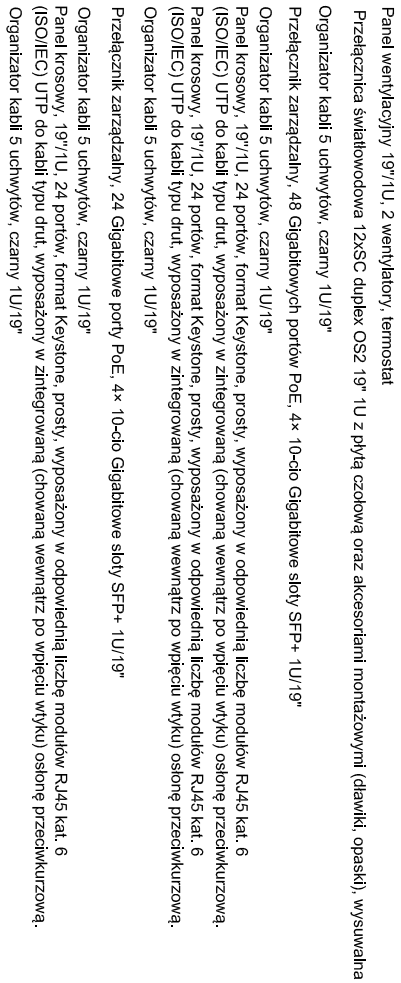 Panel wentylacyjny 19"/1U, 2 wentylatory, termostat
Przełącznica światłowodowa 12xSC duplex OS2 19" 1U z płytą czołową oraz akcesoriami montażowymi (dławiki, opaski), wysuwalna
Organizator kabli 5 uchwytów, czarny 1U/19"
Przełącznik zarządzalny, 48 Gigabitowych portów PoE, 4× 10-cio Gigabitowe sloty SFP+ 1U/19"
Organizator kabli 5 uchwytów, czarny 1U/19"
Panel krosowy, 19"/1U, 24 portów, format Keystone, prosty, wyposażony w odpowiednią liczbę modułów RJ45 kat. 6
(ISO/IEC) UTP do kabli typu drut, wyposażony w zintegrowaną (chowaną wewnątrz po wpięciu wtyku) osłonę przeciwkurzową.
Panel krosowy, 19"/1U, 24 portów, format Keystone, prosty, wyposażony w odpowiednią liczbę modułów RJ45 kat. 6
(ISO/IEC) UTP do kabli typu drut, wyposażony w zintegrowaną (chowaną wewnątrz po wpięciu wtyku) osłonę przeciwkurzową.
Organizator kabli 5 uchwytów, czarny 1U/19"
Przełącznik zarządzalny, 24 Gigabitowe porty PoE, 4× 10-cio Gigabitowe sloty SFP+ 1U/19"
Organizator kabli 5 uchwytów, czarny 1U/19"
Panel krosowy, 19"/1U, 24 portów, format Keystone, prosty, wyposażony w odpowiednią liczbę modułów RJ45 kat. 6
(ISO/IEC) UTP do kabli typu drut, wyposażony w zintegrowaną (chowaną wewnątrz po wpięciu wtyku) osłonę przeciwkurzową.
Organizator kabli 5 uchwytów, czarny 1U/19"